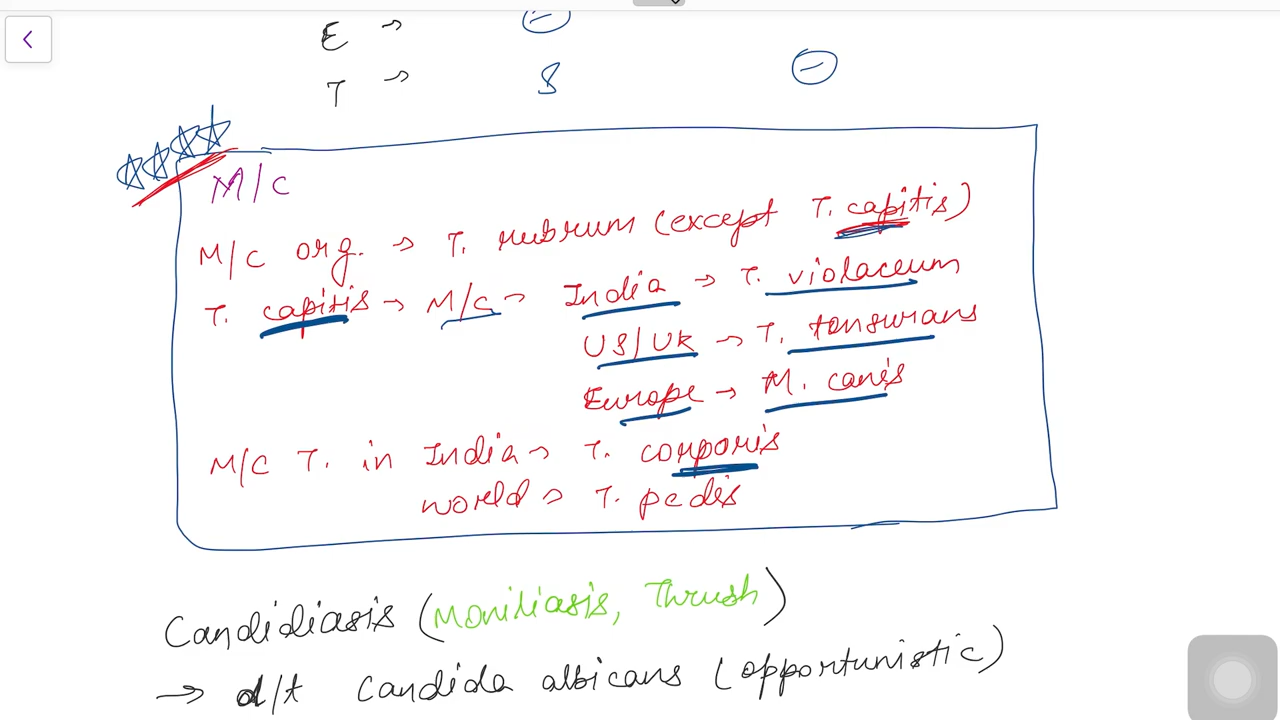 E →
T → S
M/C
M/C org. → T. rubrum (except T. capitis)
T. capitis → M/C → India → T. violaceum
US/UK → T. tonsurans
Europe → M. canis
M/C T. in India → T. corporis
world → T. pedis
Candidiasis (Moniliasis, Thrush)
→ d/t Candida albicans (opportunistic)